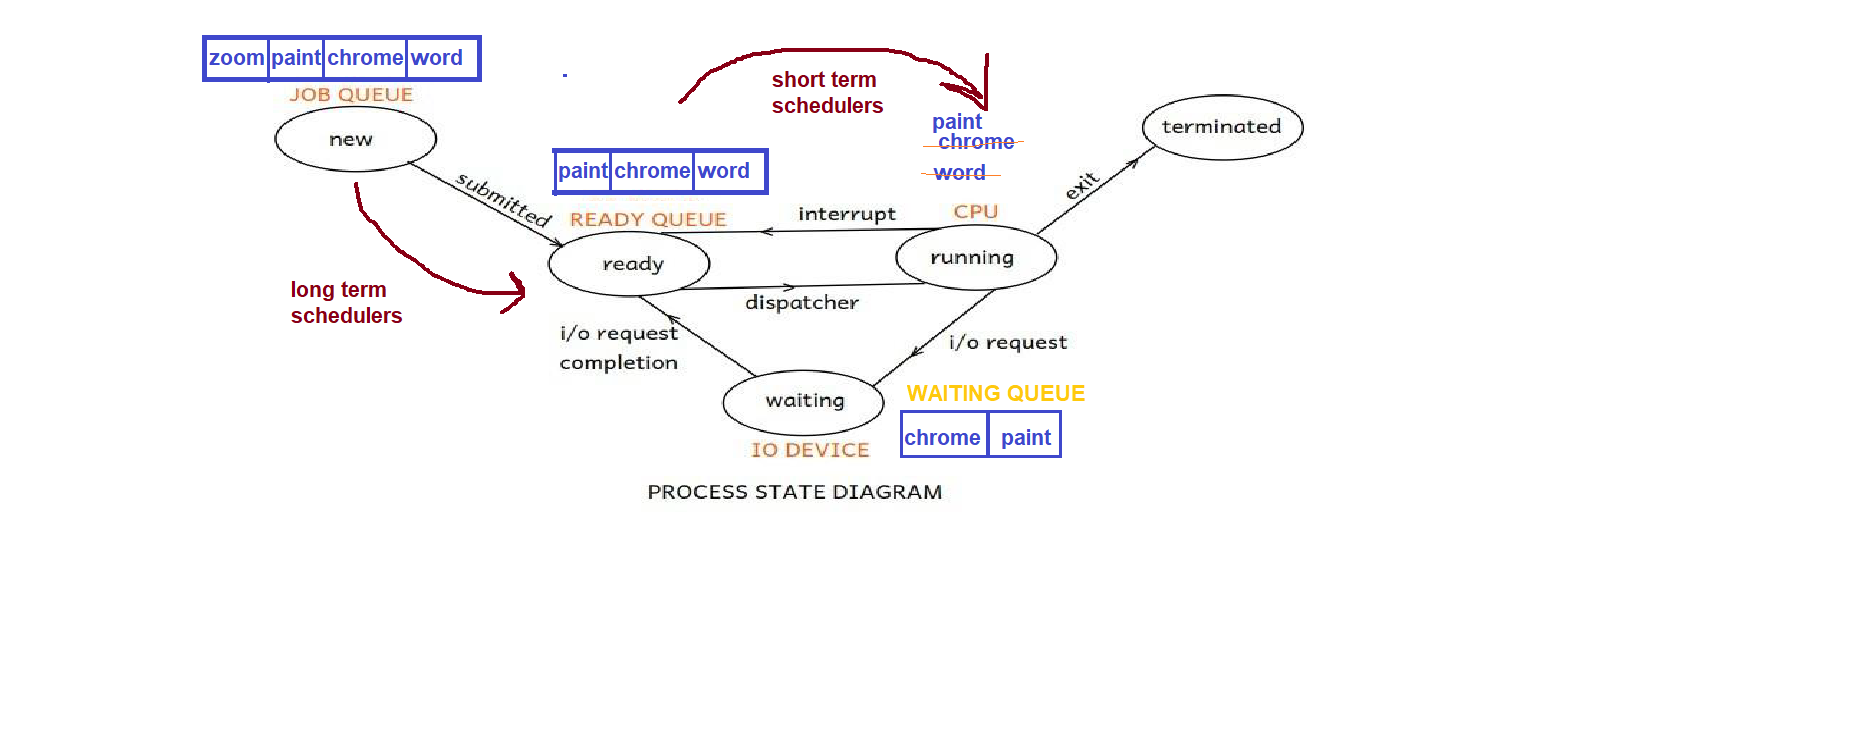 zoom paint chrome word
JOB QUEUE
new
submitted
long term
schedulers
short term
schedulers
paint chrome word
READY QUEUE
ready
paint
chrome
word
CPU
interrupt
running
dispatcher
exit
terminated
i/o request
completion
i/o request
waiting
IO DEVICE
WAITING QUEUE
chrome paint
PROCESS STATE DIAGRAM